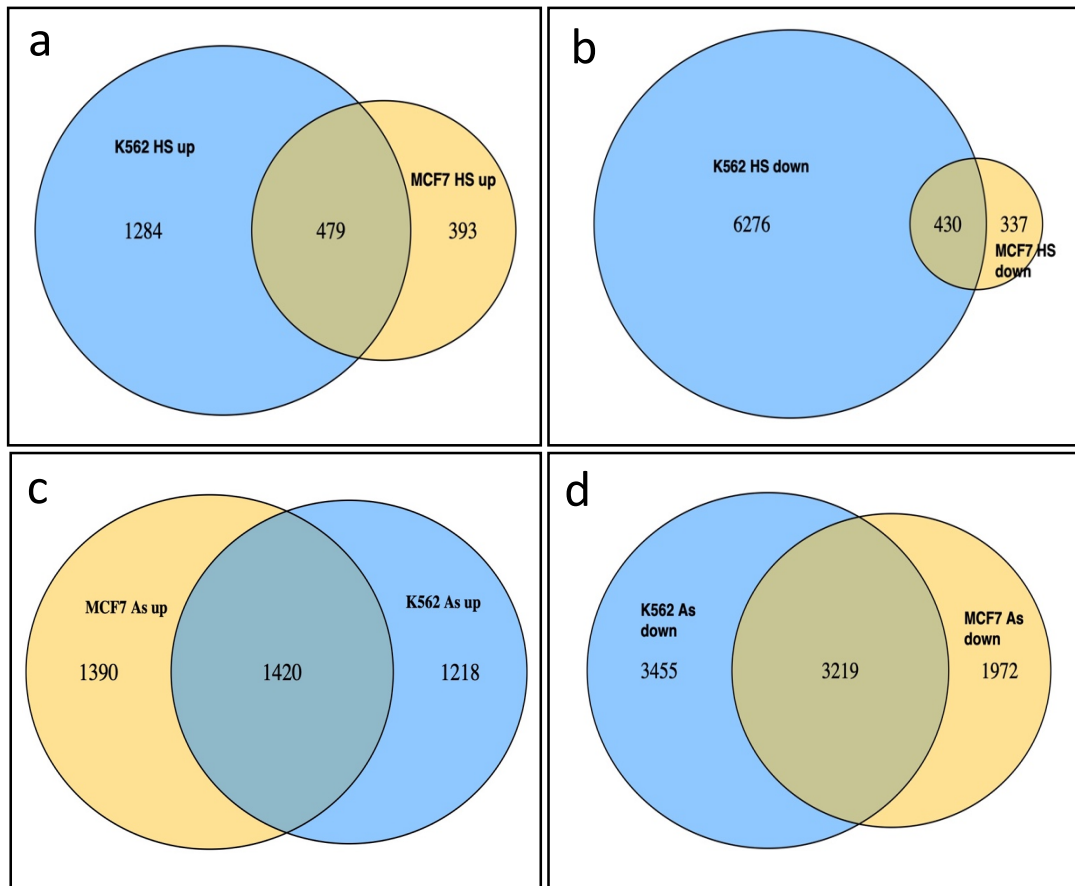 a
K562 HS up
MCF7 HS up
1284
479
393
b
K562 HS down
6276
430
337
MCF7 HS
down
c
MCF7 As up
K562 As up
1390
1420
1218
d
K562 As
down
MCF7 As
down
3455
3219
1972